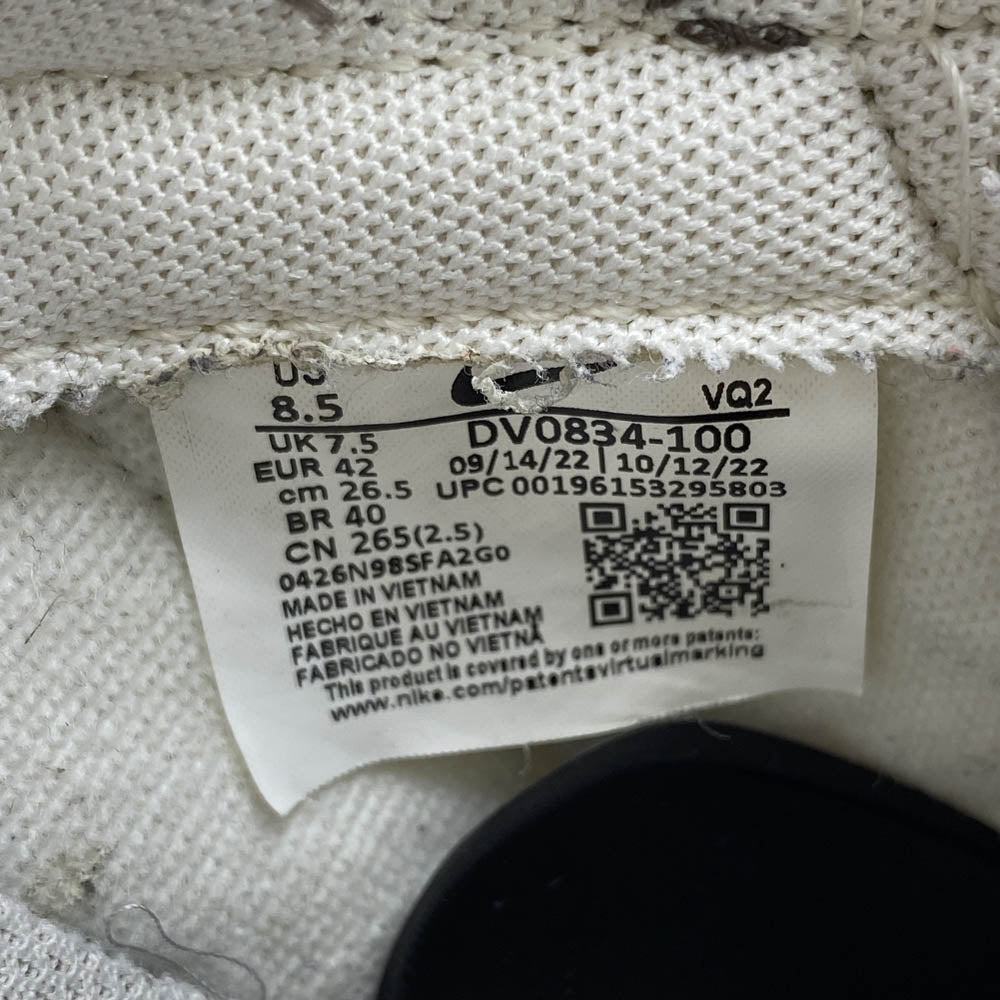 US
8.5
VQ2
UK 7.5
DV0834-100
EUR 42
09/14/22 | 10/12/22
cm 26.5
UPC 00196153295803
BR 40
CN 265(2.5)
0426N98SFA2G0
MADE IN VIETNAM
HECHO EN VIETNAM
FABRIQUE AU VIETNAM
FABRICADO NO VIETNÃ
This product is covered by one or more patents:
www.nike.com/patentsvirtualmarking